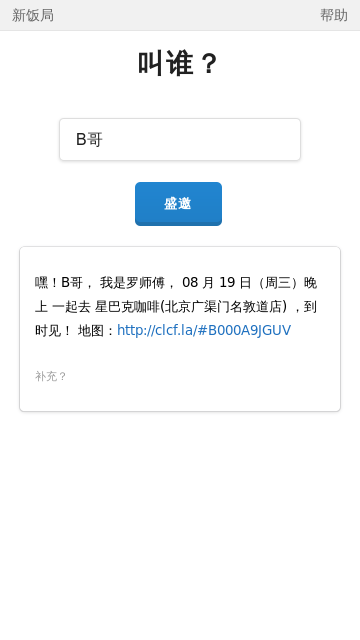 新饭局
帮助
叫谁？
B哥
盛邀
嘿！B哥， 我是罗师傅， 08 月 19 日（周三）晚
上 一起去 星巴克咖啡(北京广渠门名敦道店) ，到
时见！ 地图：http://clcf.la/#B000A9JGUV
补充？